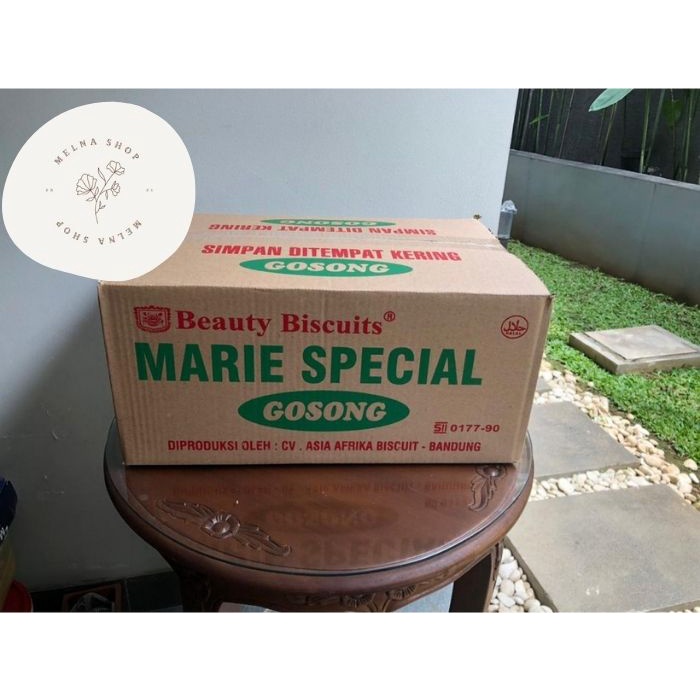 MELNA SHOP
MELNA SHOP
SIMPAN DITEMPAT KERING
GOSONG
SIMPAN DITEMPAT KERING
GOSONG
Beauty Biscuits®
HALAL
MARIE SPECIAL
GOSONG
SII 0177-90
DIPRODUKSI OLEH : CV . ASIA AFRIKA BISCUIT - BANDUNG